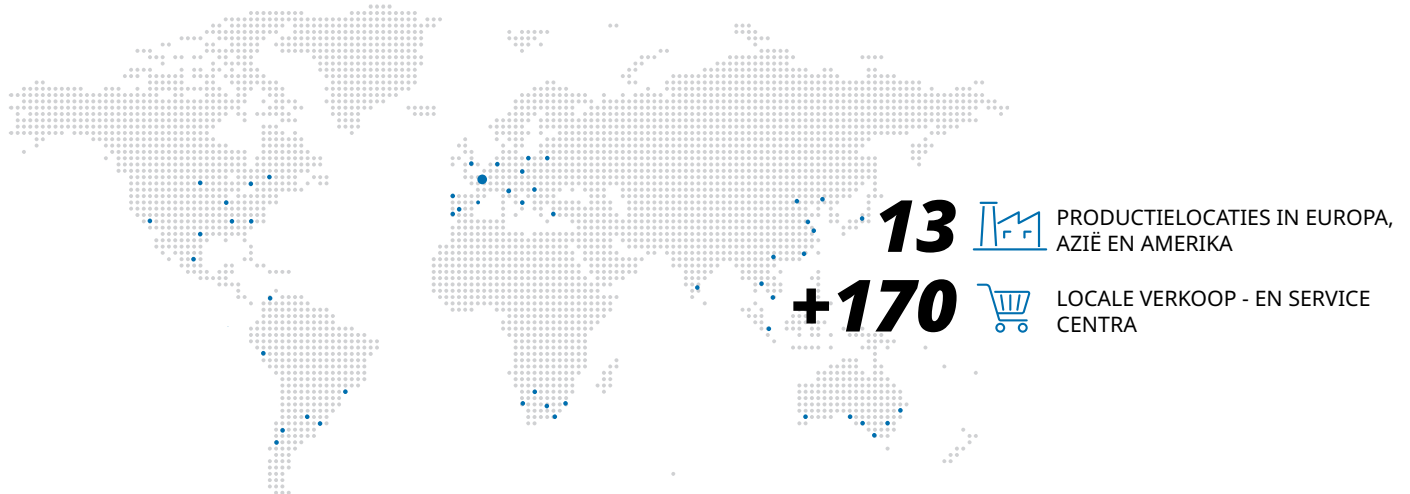 13
PRODUCTIELOCATIES IN EUROPA,
AZIË EN AMERIKA
+170
LOCALE VERKOOP - EN SERVICE
CENTRA